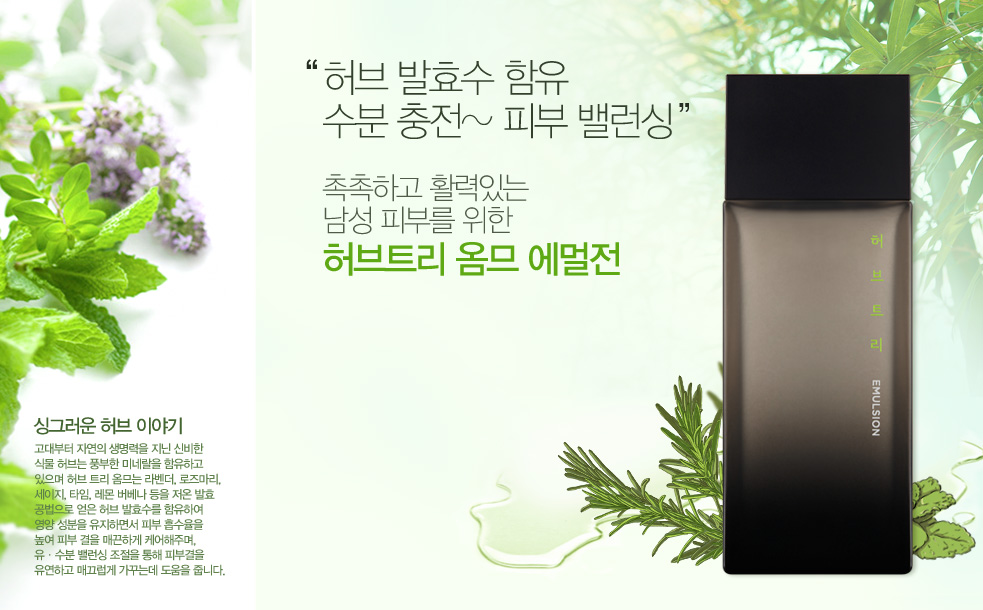 “ 허브 발효수 함유
수분 충전~ 피부 밸런싱 ”
촉촉하고 활력있는
남성 피부를 위한
허브트리 옴므 에멀전
허브트리
EMULSION
싱그러운 허브 이야기
고대부터 자연의 생명력을 지닌 신비한
식물 허브는 풍부한 미네랄을 함유하고
있으며 허브 트리 옴므는 라벤더, 로즈마리,
세이지, 타임, 레몬 버베나 등을 저온 발효
공법으로 얻은 허브 발효수를 함유하여
영양 성분을 유지하면서 피부 흡수율을
높여 피부 결을 매끈하게 케어해주며,
유 · 수분 밸런싱 조절을 통해 피부결을
유연하고 매끄럽게 가꾸는데 도움을 줍니다.